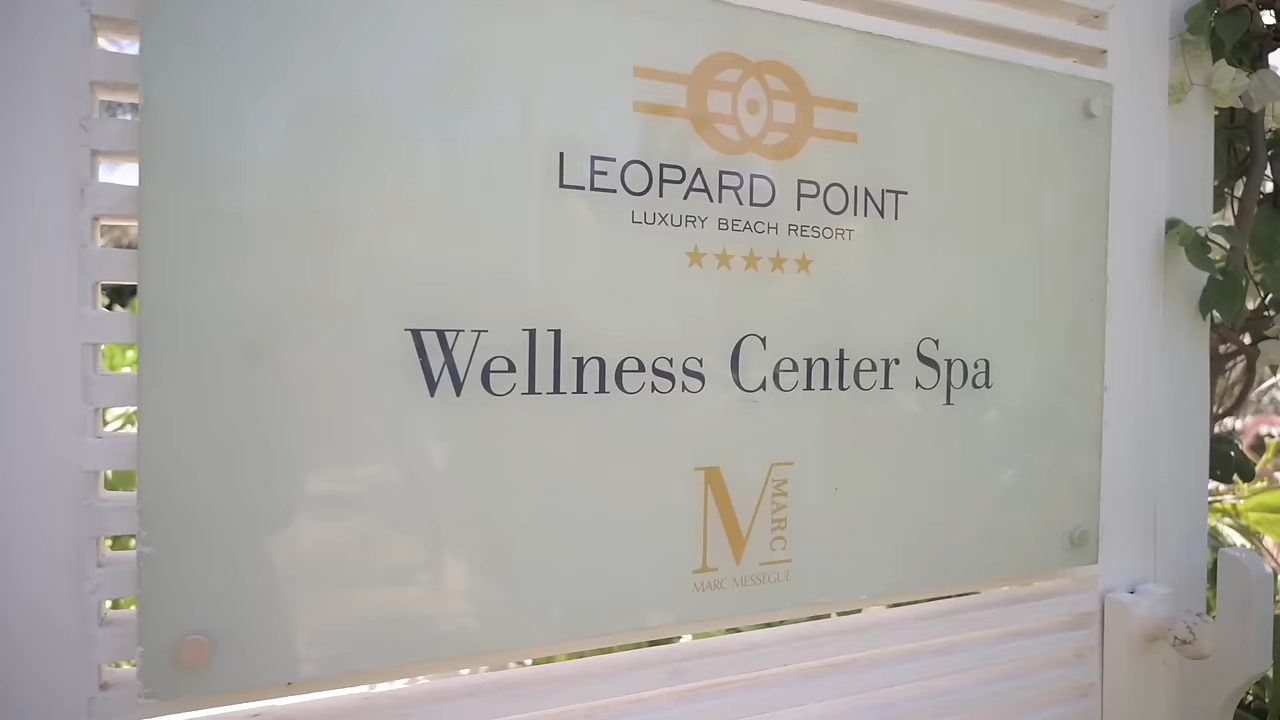 LEOPARD POINT
LUXURY BEACH RESORT
Wellness Center Spa
M MARC
MARC MESSEGUE